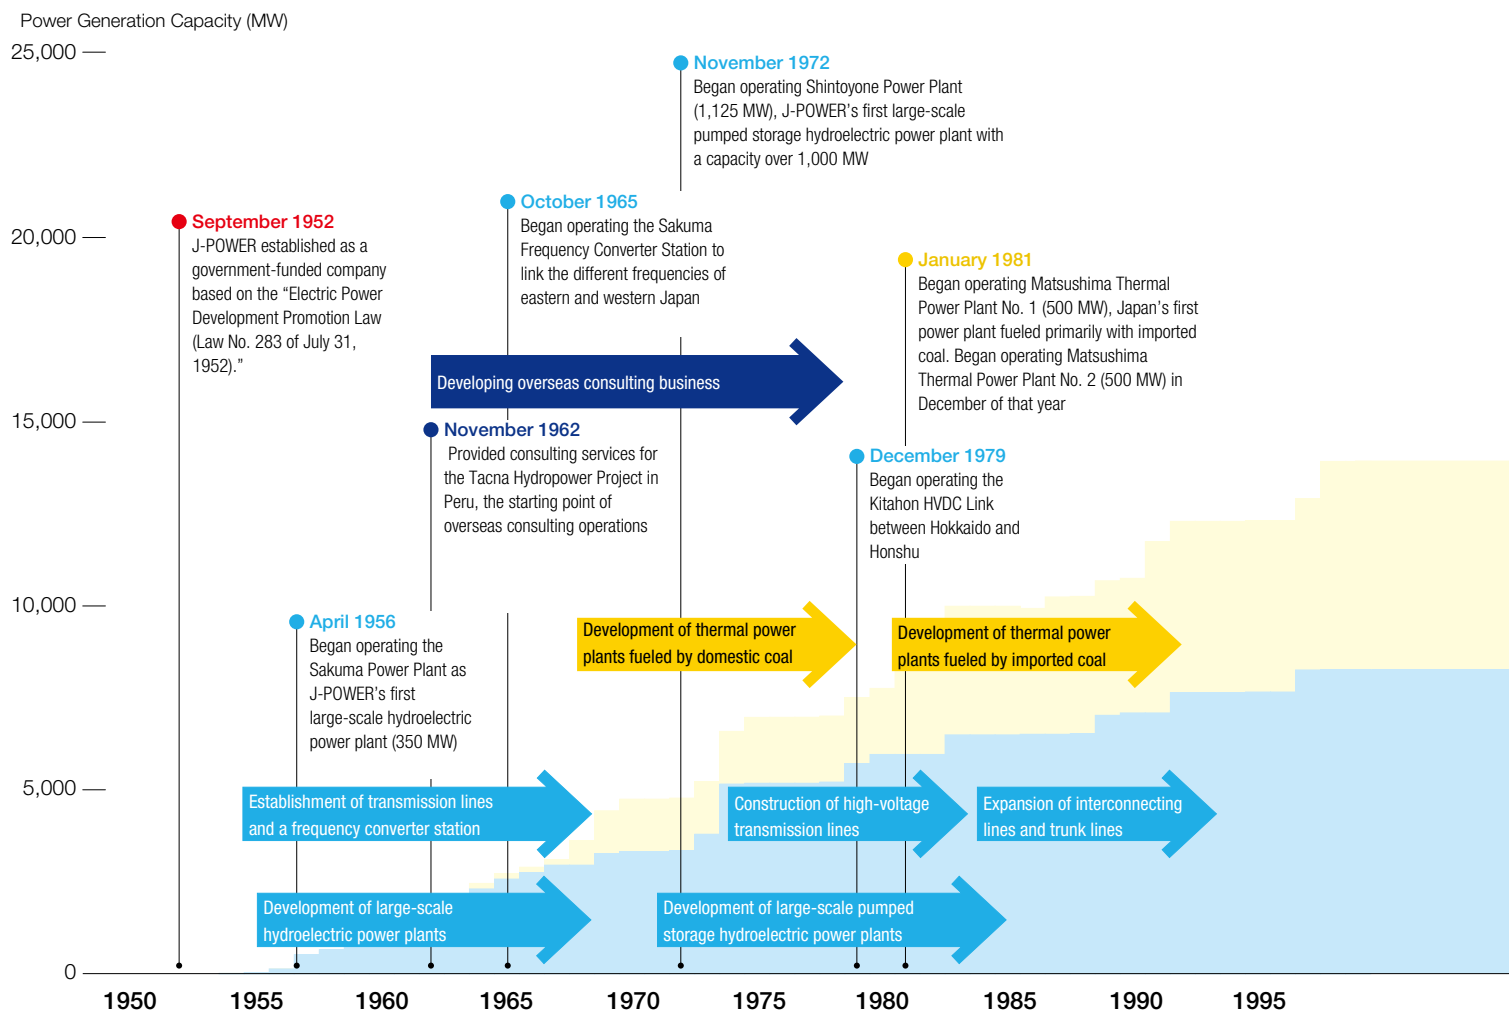 Power Generation Capacity (MW)
25,000
20,000
15,000
10,000
5,000
0
November 1972
Began operating Shintoyone Power Plant
(1,125 MW), J-POWER’s first large-scale
pumped storage hydroelectric power plant with
a capacity over 1,000 MW
October 1965
Began operating the Sakuma
Frequency Converter Station to
link the different frequencies of
eastern and western Japan
September 1952
J-POWER established as a
government-funded company
based on the “Electric Power
Development Promotion Law
(Law No. 283 of July 31,
1952).”
January 1981
Began operating Matsushima Thermal
Power Plant No. 1 (500 MW), Japan’s first
power plant fueled primarily with imported
coal. Began operating Matsushima
Thermal Power Plant No. 2 (500 MW) in
December of that year
Developing overseas consulting business
November 1962
Provided consulting services for
the Tacna Hydropower Project in
Peru, the starting point of
overseas consulting operations
December 1979
Began operating the
Kitahon HVDC Link
between Hokkaido and
Honshu
April 1956
Began operating the
Sakuma Power Plant as
J-POWER’s first
large-scale hydroelectric
power plant (350 MW)
Development of thermal power
plants fueled by domestic coal
Development of thermal power
plants fueled by imported coal
Establishment of transmission lines
and a frequency converter station
Construction of high-voltage
transmission lines
Expansion of interconnecting
lines and trunk lines
Development of large-scale
hydroelectric power plants
Development of large-scale pumped
storage hydroelectric power plants
1950
1955
1960
1965
1970
1975
1980
1985
1990
1995